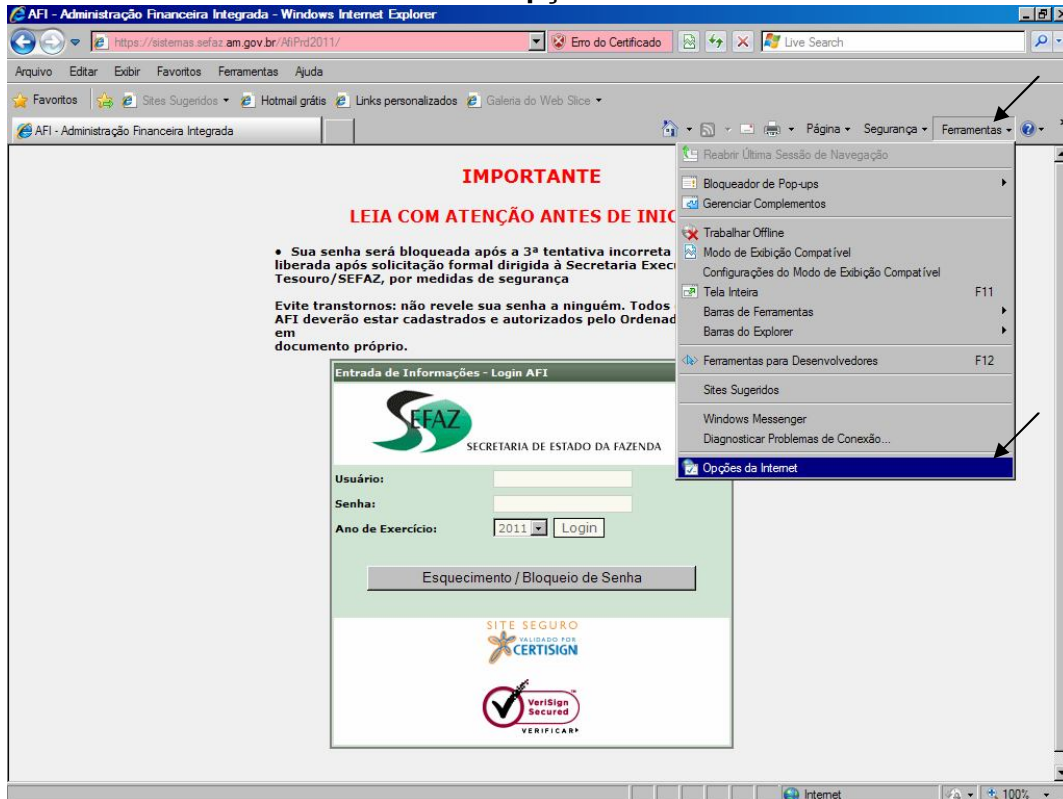 AFI - Administração Financeira Integrada - Windows Internet Explorer
https://sistemas.sefaz.am.gov.br/AfiPrd2011/
Erro do Certificado
Live Search
Arquivo Editar Exibir Favoritos Ferramentas Ajuda
Favoritos Sites Sugeridos Hotmail grátis Links personalizados Galeria do Web Slice
AFI - Administração Financeira Integrada
Página Segurança Ferramentas
Reabrir Última Sessão de Navegação
Bloqueador de Pop-ups
Gerenciar Complementos
Trabalhar Offline
Modo de Exibição Compatível
Configurações do Modo de Exibição Compatível
Tela Inteira F11
Barras de Ferramentas
Barras do Explorer
Ferramentas para Desenvolvedores F12
Sites Sugeridos
Windows Messenger
Diagnosticar Problemas de Conexão...
Opções da Internet
IMPORTANTE
LEIA COM ATENÇÃO ANTES DE INIC
• Sua senha será bloqueada após a 3ª tentativa incorreta
liberada após solicitação formal dirigida à Secretaria Exec
Tesouro/SEFAZ, por medidas de segurança
Evite transtornos: não revele sua senha a ninguém. Todos
AFI deverão estar cadastrados e autorizados pelo Ordenad
em
documento próprio.
Entrada de Informações - Login AFI
SEFAZ
SECRETARIA DE ESTADO DA FAZENDA
Usuário:
Senha:
Ano de Exercício: 2011 Login
Esquecimento / Bloqueio de Senha
SITE SEGURO
VALIDADO POR
CERTISIGN
VeriSign
Secured
VERIFICAR
Internet
100%